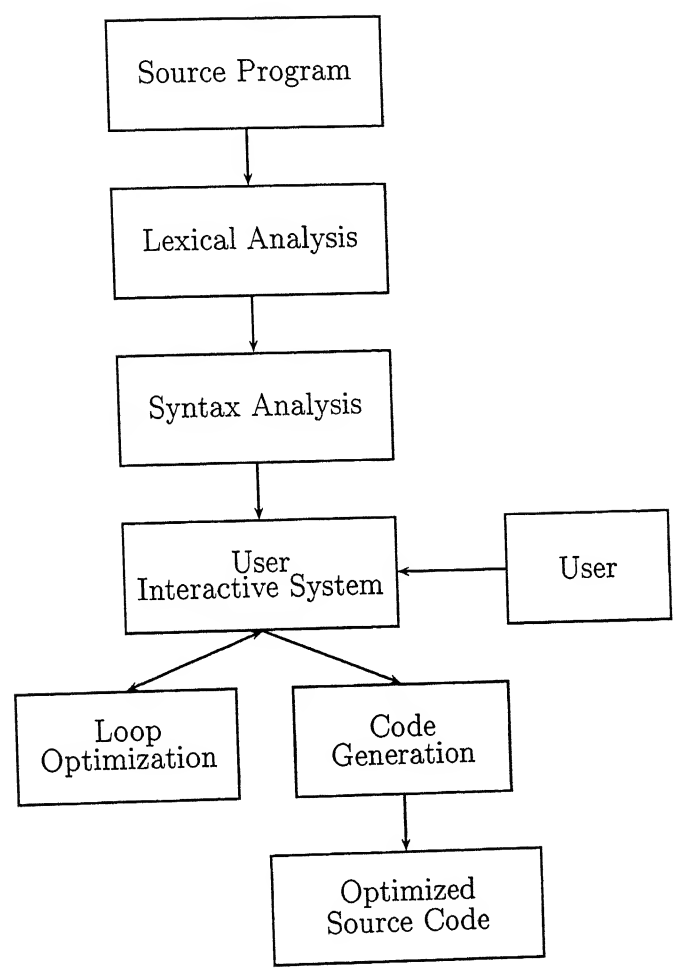 Source Program
Lexical Analysis
Syntax Analysis
User
Interactive System
User
Loop
Optimization
Code
Generation
Optimized
Source Code